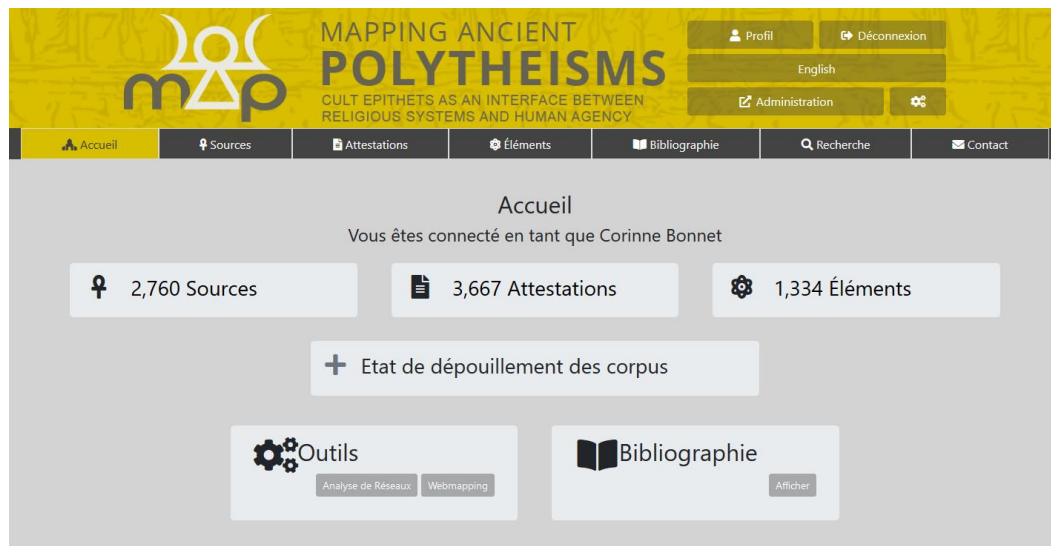 map
MAPPING ANCIENT
POLYTHEISMS
CULT EPITHETS AS AN INTERFACE BETWEEN
RELIGIOUS SYSTEMS AND HUMAN AGENCY
Profil
Déconnexion
English
Administration
Accueil
Sources
Attestations
Éléments
Bibliographie
Recherche
Contact
Accueil
Vous êtes connecté en tant que Corinne Bonnet
2,760 Sources
3,667 Attestations
1,334 Éléments
Etat de dépouillement des corpus
Outils
Analyse de Réseaux
Webmapping
Bibliographie
Afficher